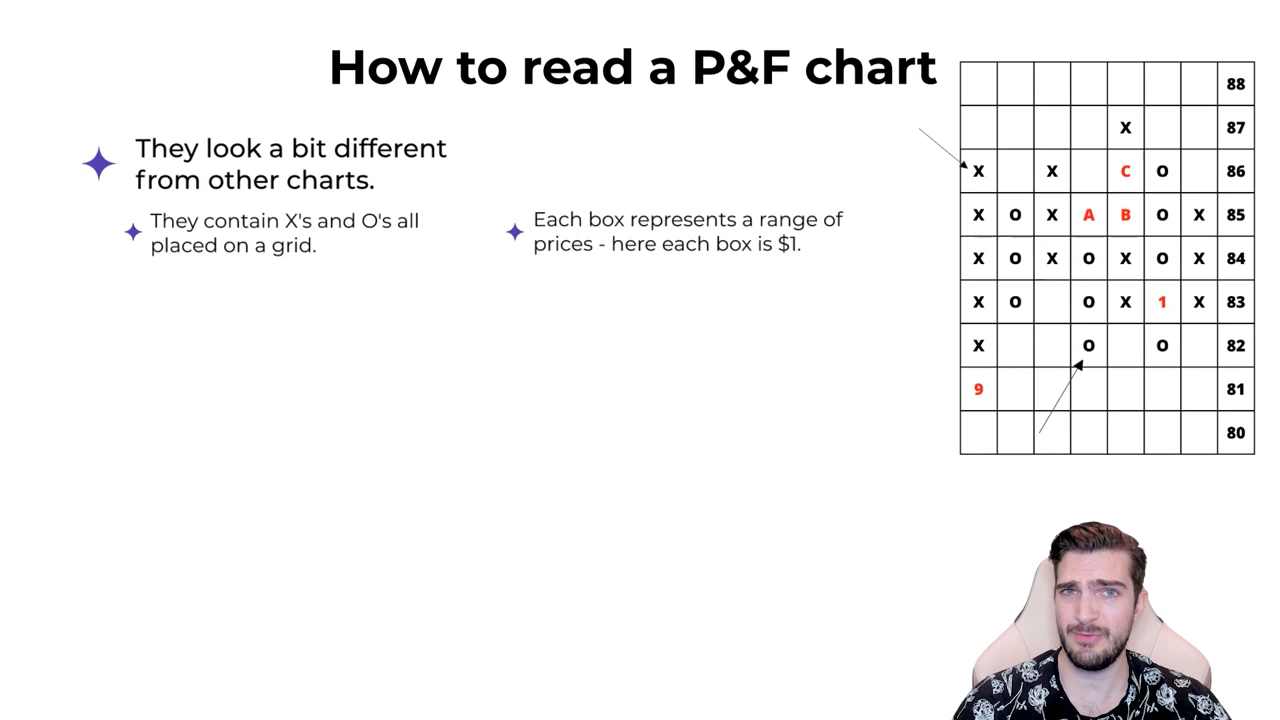 How to read a P&F chart
They look a bit different
from other charts.
They contain X's and O's all
placed on a grid.
Each box represents a range of
prices - here each box is $1.
88
X 87
X X C O 86
X O X A B O X 85
X O X O X O X 84
X O O X 1 X 83
X O O 82
9 81
80